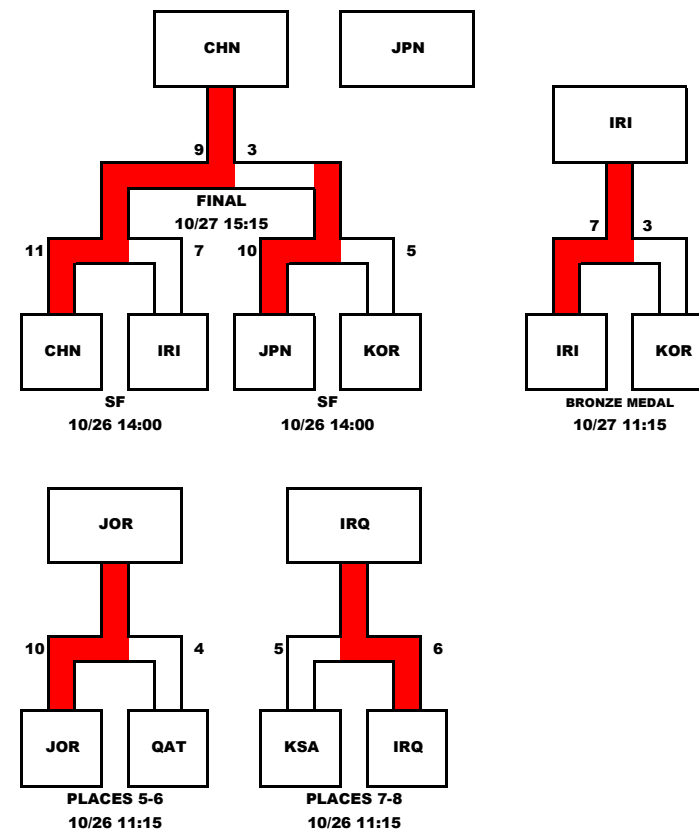 CHN
JPN
IRI
9
3
FINAL
10/27 15:15
7
3
11
7
10
5
CHN
IRI
JPN
KOR
IRI
KOR
SF
10/26 14:00
SF
10/26 14:00
BRONZE MEDAL
10/27 11:15
JOR
IRQ
10
4
5
6
JOR
QAT
KSA
IRQ
PLACES 5-6
10/26 11:15
PLACES 7-8
10/26 11:15